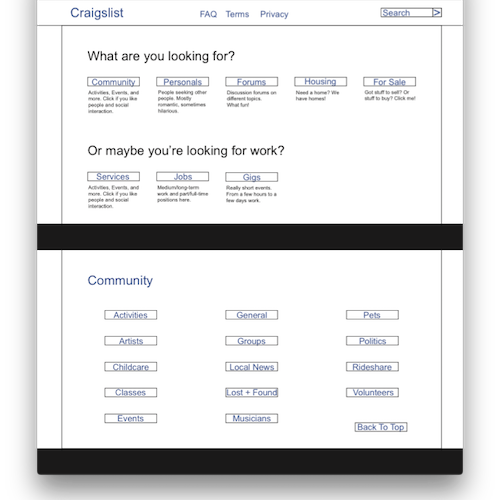 Craigslist FAQ Terms Privacy Search >
What are you looking for?
Community Personals Forums Housing For Sale
Activities, Events, and People seeking other Discussion forums on Need a home? We Got stuff to sell? Or
more. Click if you like people. Mostly different topics. have homes! stuff to buy? Click me!
people and social romantic, sometimes What fun!
interaction. hilarious.
Or maybe you're looking for work?
Services Jobs Gigs
Activities, Events, and Medium/long-term Really short events.
more. Click if you like work and part/full-time From a few hours to a
people and social positions here. few days work.
interaction.
Community
Activities General Pets
Artists Groups Politics
Childcare Local News Rideshare
Classes Lost + Found Volunteers
Events Musicians
Back To Top